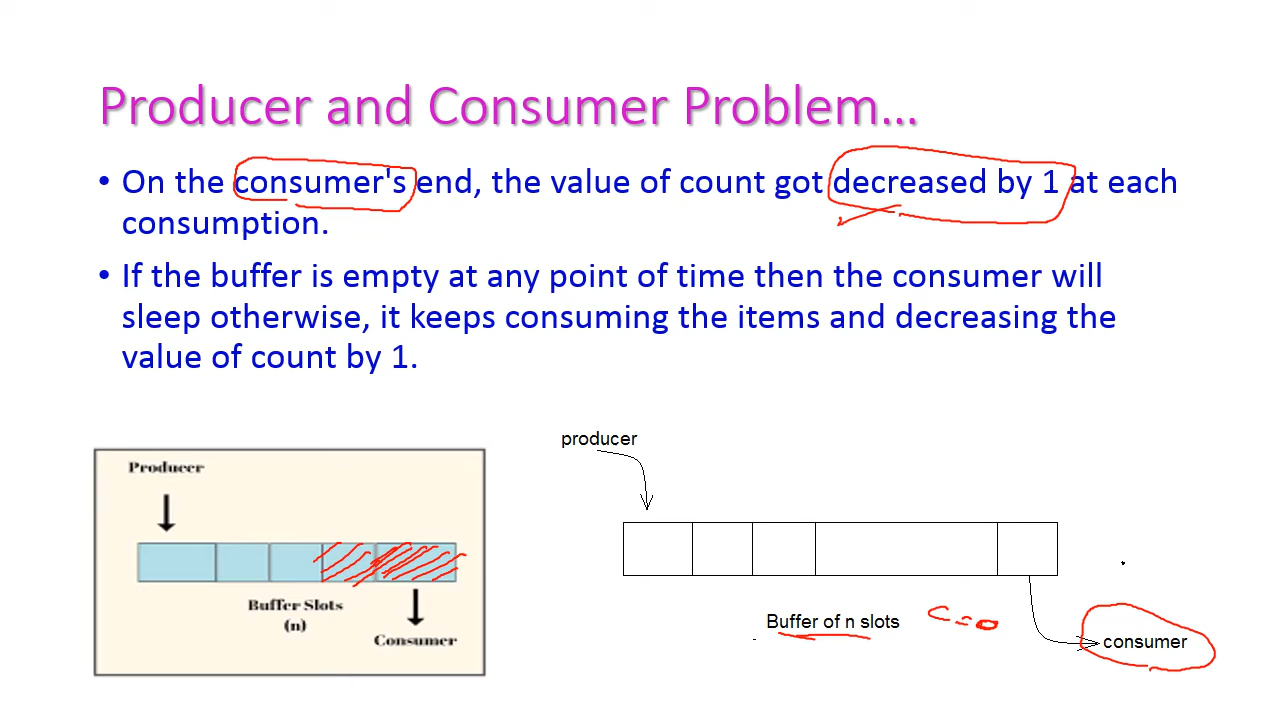 Producer and Consumer Problem...
• On the consumer's end, the value of count got decreased by 1 at each
consumption.
• If the buffer is empty at any point of time then the consumer will
sleep otherwise, it keeps consuming the items and decreasing the
value of count by 1.
Producer
Buffer Slots
(n)
Consumer
producer
Buffer of n slots
C=0
consumer